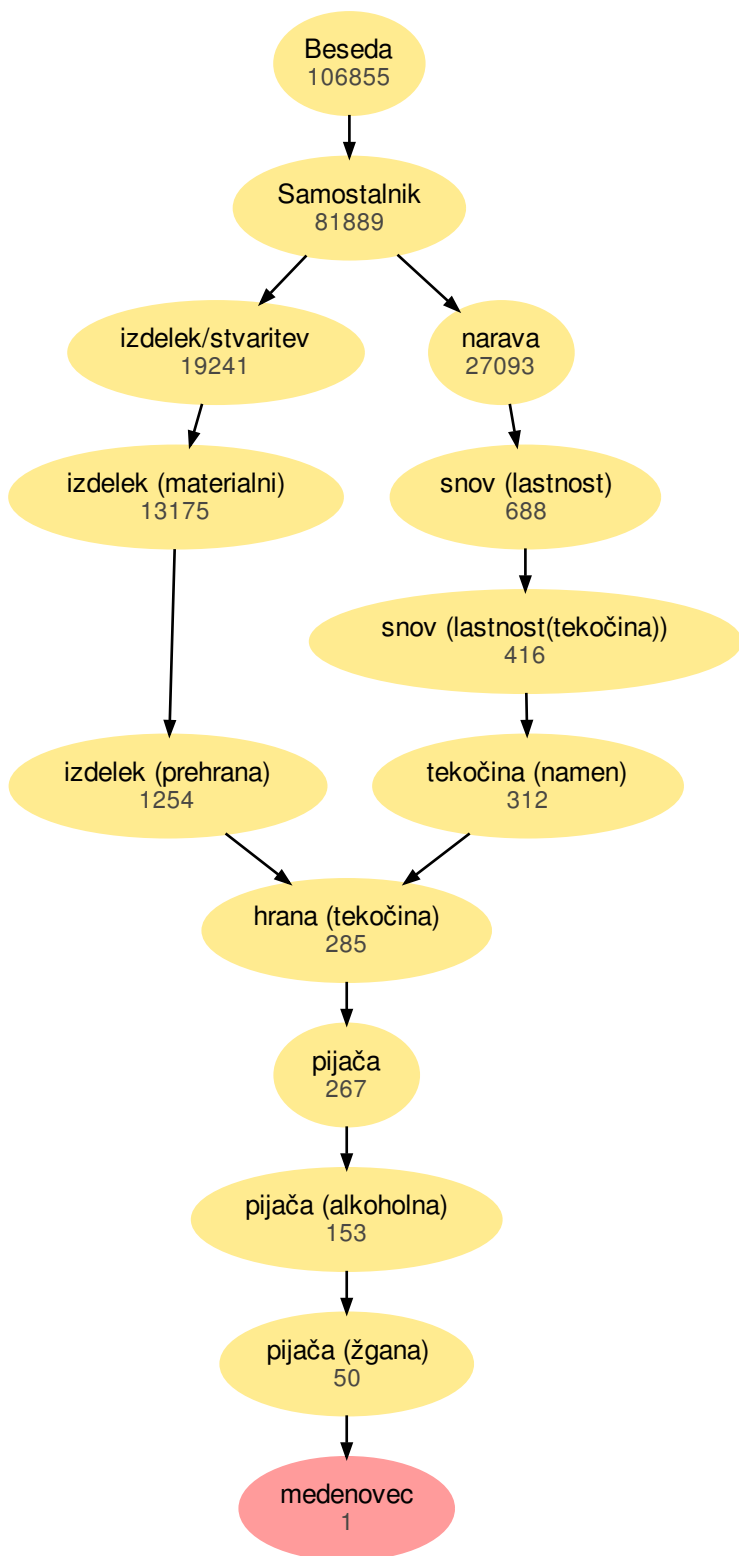 Beseda
106855
Samostalnik
81889
izdelek/stvaritev
19241
narava
27093
izdelek (materialni)
13175
snov (lastnost)
688
snov (lastnost(tekočina))
416
izdelek (prehrana)
1254
tekočina (namen)
312
hrana (tekočina)
285
pijača
267
pijača (alkoholna)
153
pijača (žgana)
50
medenovec
1